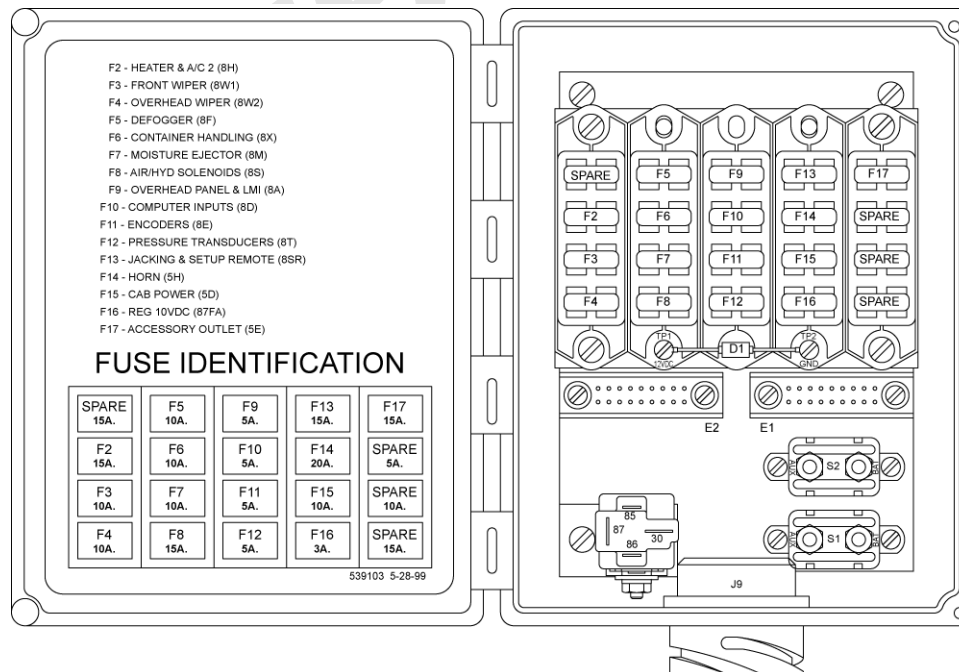 F2 - HEATER & A/C 2 (8H)
F3 - FRONT WIPER (8W1)
F4 - OVERHEAD WIPER (8W2)
F5 - DEFOGGER (8F)
F6 - CONTAINER HANDLING (8X)
F7 - MOISTURE EJECTOR (8M)
F8 - AIR/HYD SOLENOIDS (8S)
F9 - OVERHEAD PANEL & LMI (8A)
F10 - COMPUTER INPUTS (8D)
F11 - ENCODERS (8E)
F12 - PRESSURE TRANSDUCERS (8T)
F13 - JACKING & SETUP REMOTE (8SR)
F14 - HORN (5H)
F15 - CAB POWER (5D)
F16 - REG 10VDC (87FA)
F17 - ACCESSORY OUTLET (5E)
FUSE IDENTIFICATION
SPARE F5 F9 F13 F17
15A. 10A. 5A. 15A. 15A.
F2 F6 F10 F14 SPARE
15A. 10A. 5A. 20A. 5A.
F3 F7 F11 F15 SPARE
10A. 10A. 5A. 10A. 10A.
F4 F8 F12 F16 SPARE
10A. 15A. 5A. 3A. 15A.
539103 5-28-99
SPARE F5 F9 F13 F17
F2 F6 F10 F14 SPARE
F3 F7 F11 F15 SPARE
F4 F8 F12 F16 SPARE
TP1 D1 TP2
12VDC GND
E2 E1
AUX S2 BAT
AUX S1 BAT
85
87 30
86
J9